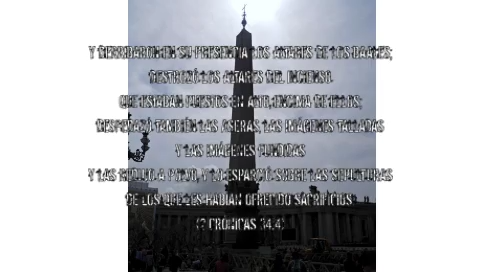 Y DERRIBARON EN SU PRESENCIA LOS ALTARES DE LOS BAALES;
DESTROZÓ LOS ALTARES DEL INCIENSO
QUE ESTABAN PUESTOS EN ALTO, ENCIMA DE ELLOS;
DESPEDAZÓ TAMBIÉN LAS ASERAS, LAS IMÁGENES TALLADAS
Y LAS IMÁGENES FUNDIDAS
Y LAS REDUJO A POLVO, Y LO ESPARCIÓ SOBRE LAS SEPULTURAS
DE LOS QUE LES HABÍAN OFRECIDO SACRIFICIOS
(2 CRÓNICAS 34.4)